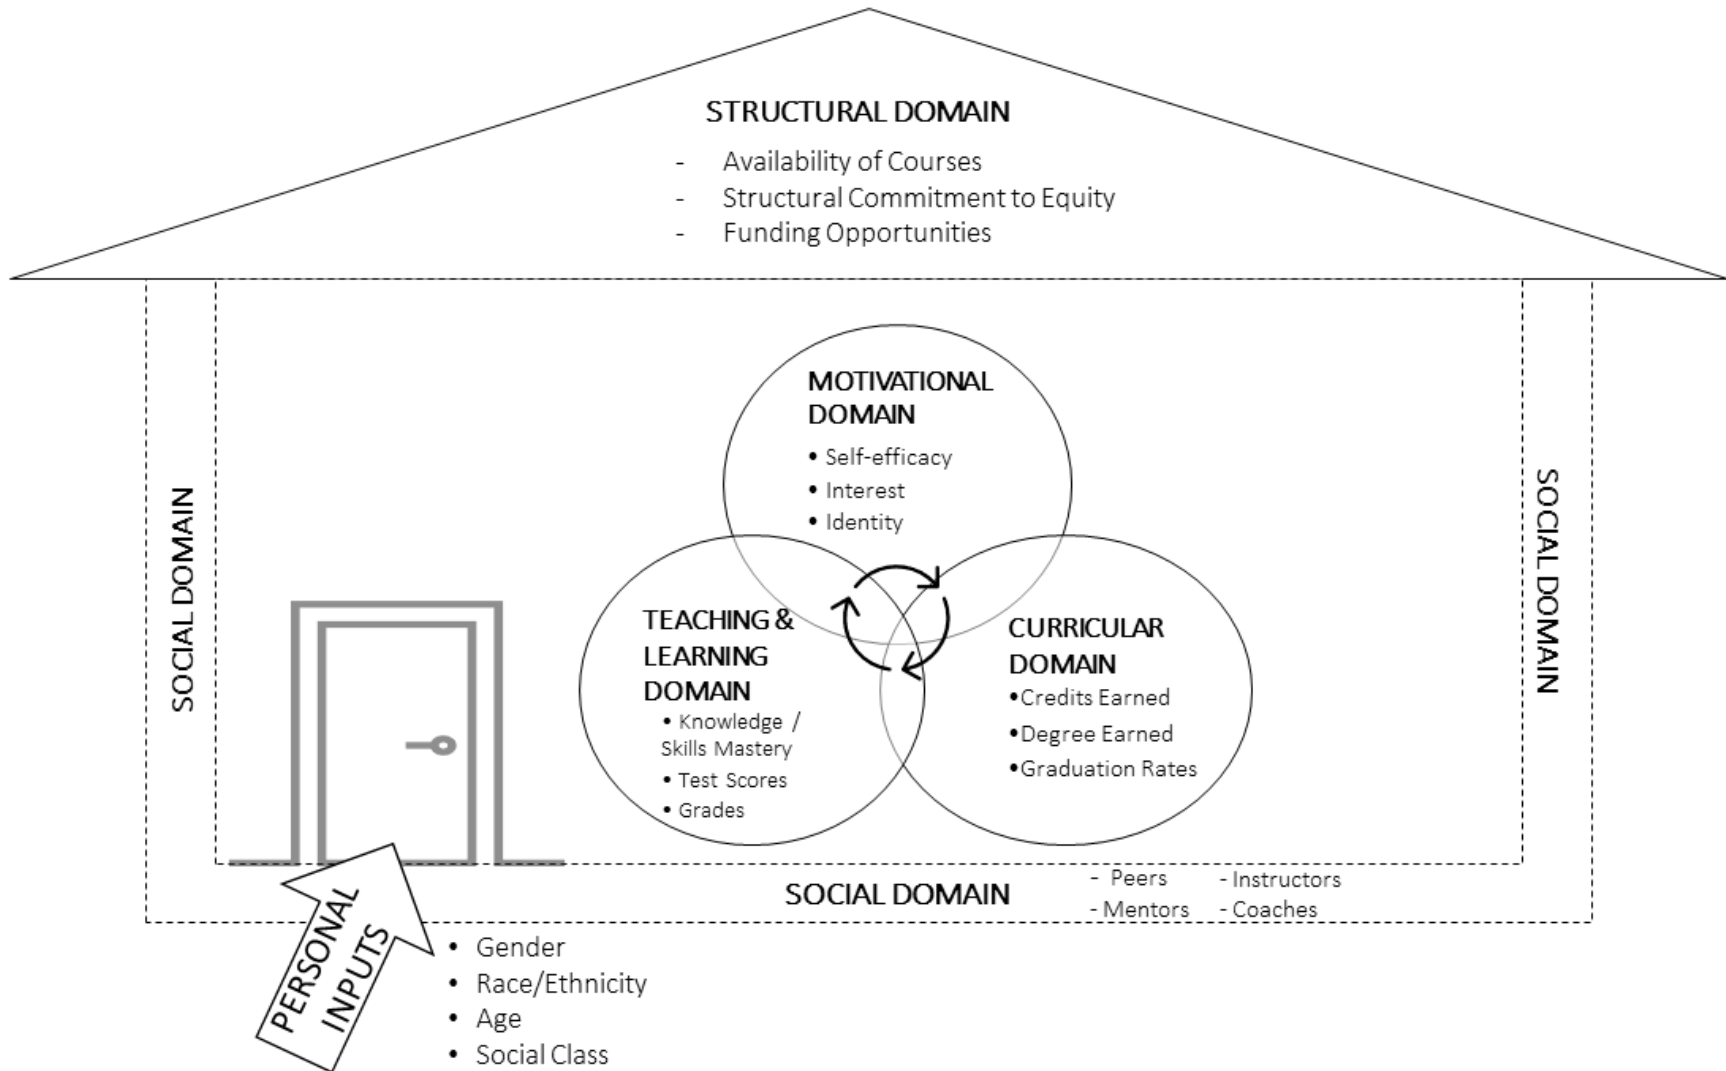 STRUCTURAL DOMAIN
- Availability of Courses
- Structural Commitment to Equity
- Funding Opportunities
MOTIVATIONAL
DOMAIN
• Self-efficacy
• Interest
• Identity
SOCIAL DOMAIN
SOCIAL DOMAIN
TEACHING &
LEARNING
DOMAIN
• Knowledge /
Skills Mastery
• Test Scores
• Grades
CURRICULAR
DOMAIN
•Credits Earned
•Degree Earned
•Graduation Rates
SOCIAL DOMAIN
- Peers - Instructors
- Mentors - Coaches
PERSONAL
INPUTS
• Gender
• Race/Ethnicity
• Age
• Social Class